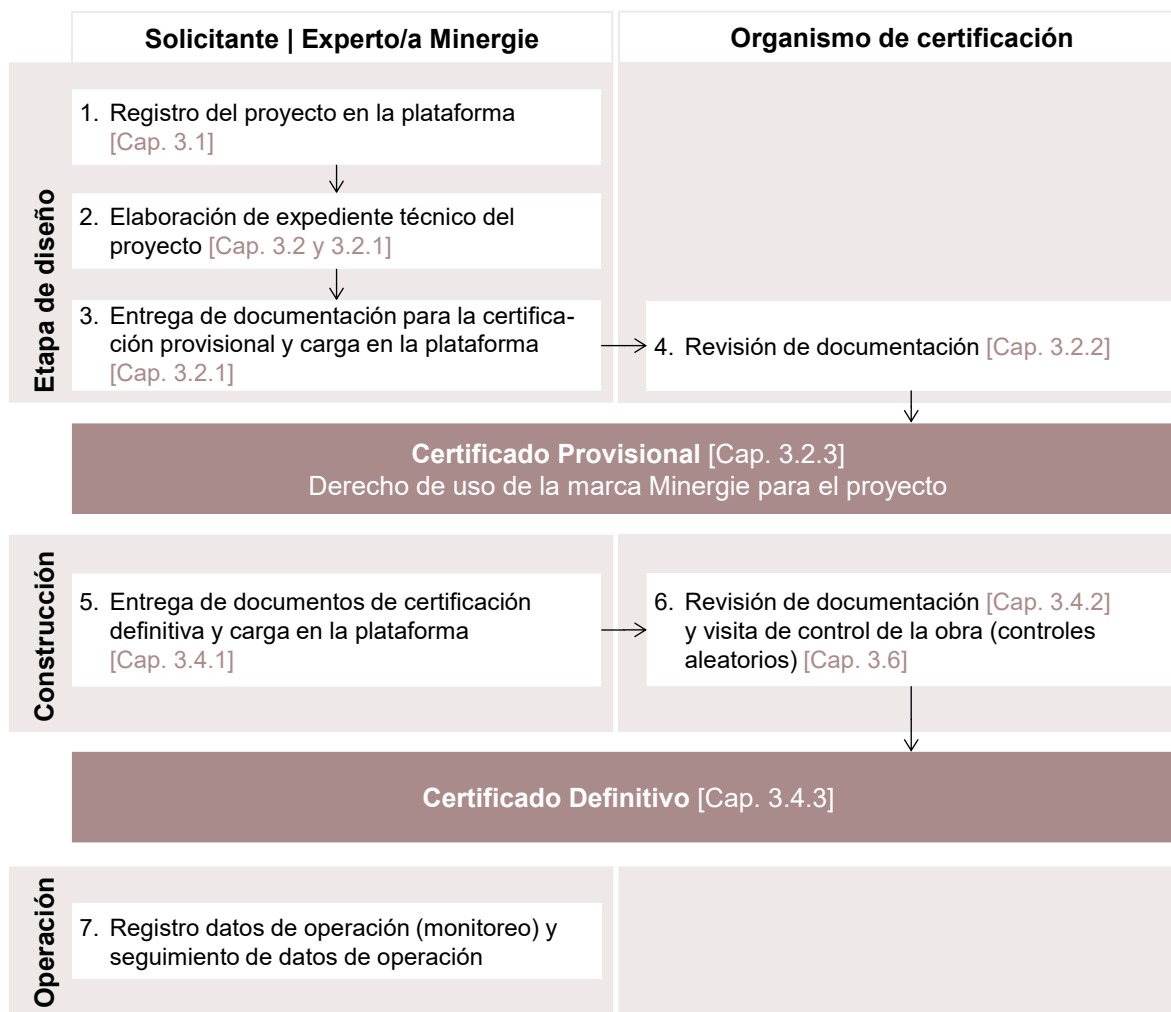 Solicitante | Experto/a Minergie
Organismo de certificación
Etapa de diseño
1. Registro del proyecto en la plataforma
[Cap. 3.1]
2. Elaboración de expediente técnico del
proyecto [Cap. 3.2 y 3.2.1]
3. Entrega de documentación para la certifica-
ción provisional y carga en la plataforma
[Cap. 3.2.1]
4. Revisión de documentación [Cap. 3.2.2]
Certificado Provisional [Cap. 3.2.3]
Derecho de uso de la marca Minergie para el proyecto
Construcción
5. Entrega de documentos de certificación
definitiva y carga en la plataforma
[Cap. 3.4.1]
6. Revisión de documentación [Cap. 3.4.2]
y visita de control de la obra (controles
aleatorios) [Cap. 3.6]
Certificado Definitivo [Cap. 3.4.3]
Operación
7. Registro datos de operación (monitoreo) y
seguimiento de datos de operación